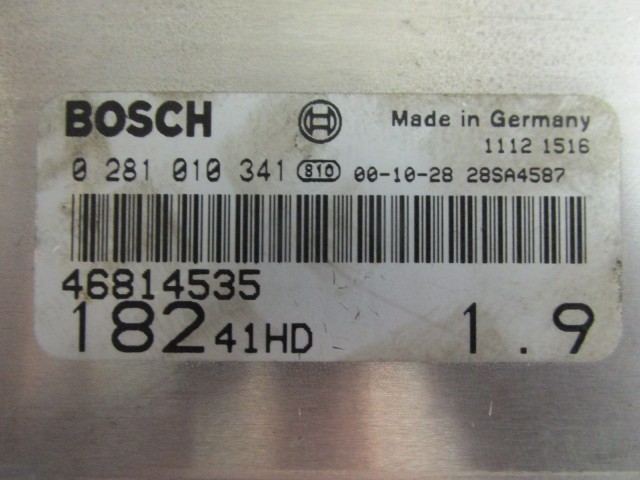 BOSCH Made in Germany
1112 1516
0 281 010 341 810 00-10-28 28SA4587
46814535
182 41HD 1.9